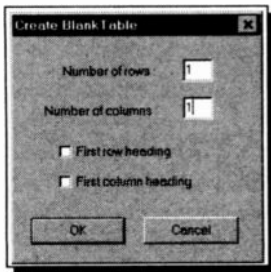 Create Blank Table
Number of rows 1
Number of columns 1
First row heading
First column heading
OK Cancel